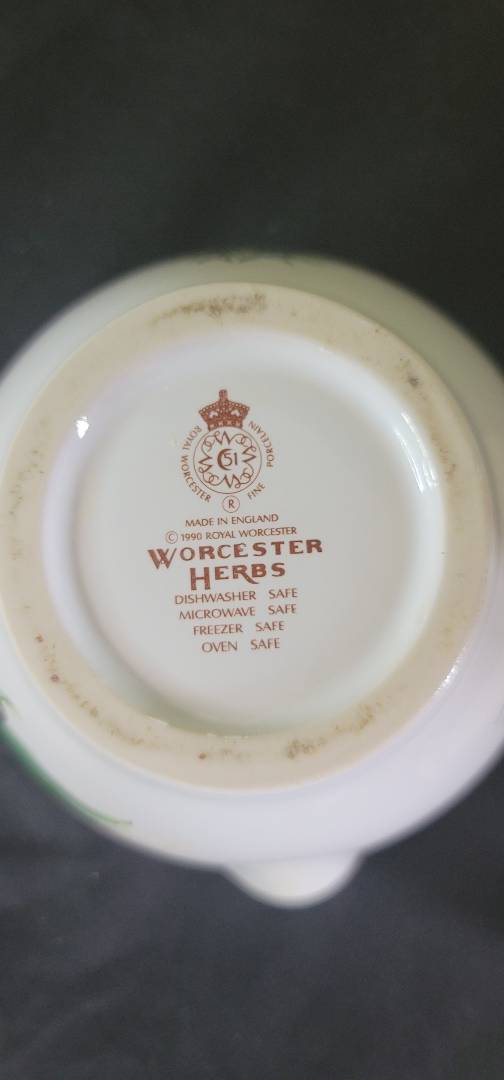 ROYAL WORCESTER
FINE PORCELAIN
51
®
MADE IN ENGLAND
© 1990 ROYAL WORCESTER
WORCESTER
HERBS
DISHWASHER SAFE
MICROWAVE SAFE
FREEZER SAFE
OVEN SAFE